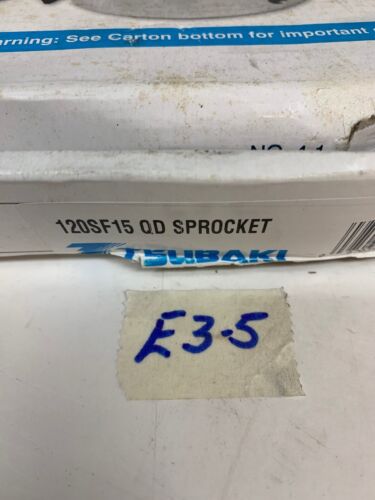 arning: See Carton bottom for important
120SF15 QD SPROCKET
TSUBAKI
E3-5